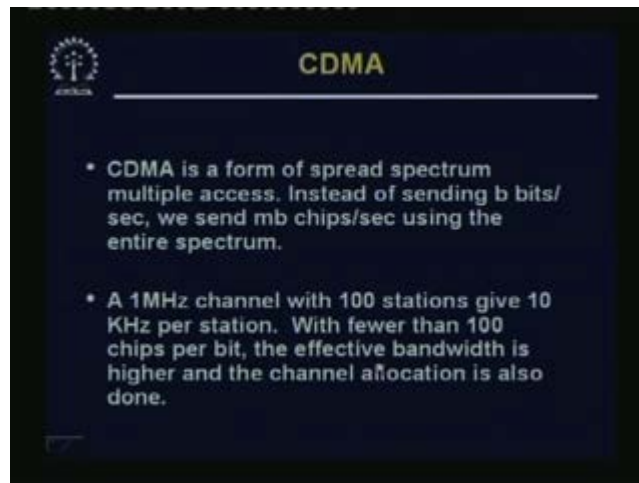 CDMA
• CDMA is a form of spread spectrum
multiple access. Instead of sending b bits/
sec, we send mb chips/sec using the
entire spectrum.
• A 1MHz channel with 100 stations give 10
KHz per station. With fewer than 100
chips per bit, the effective bandwidth is
higher and the channel allocation is also
done.